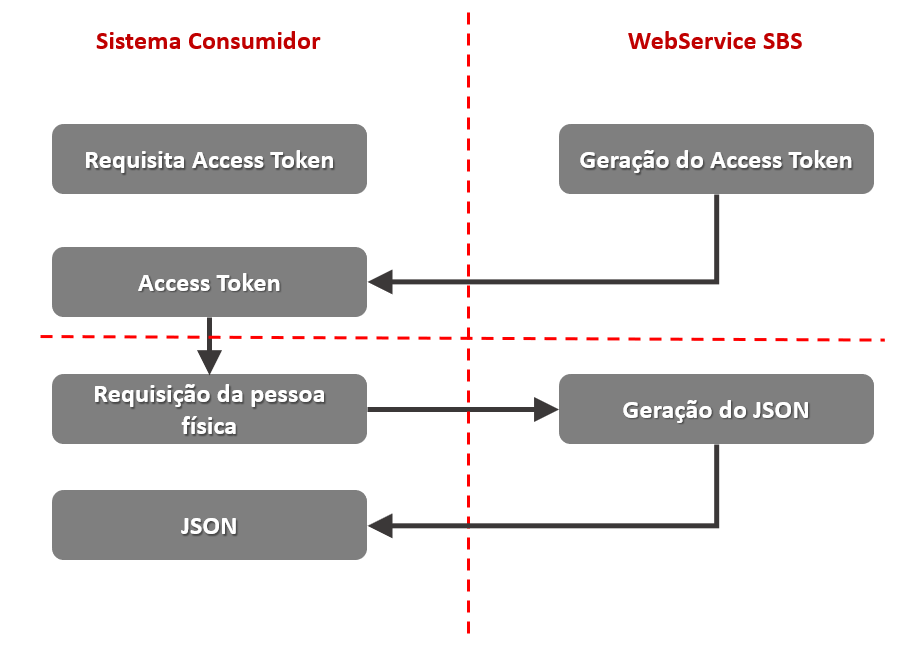 Sistema Consumidor
WebService SBS
Requisita Access Token
Geração do Access Token
Access Token
Requisição da pessoa
física
Geração do JSON
JSON